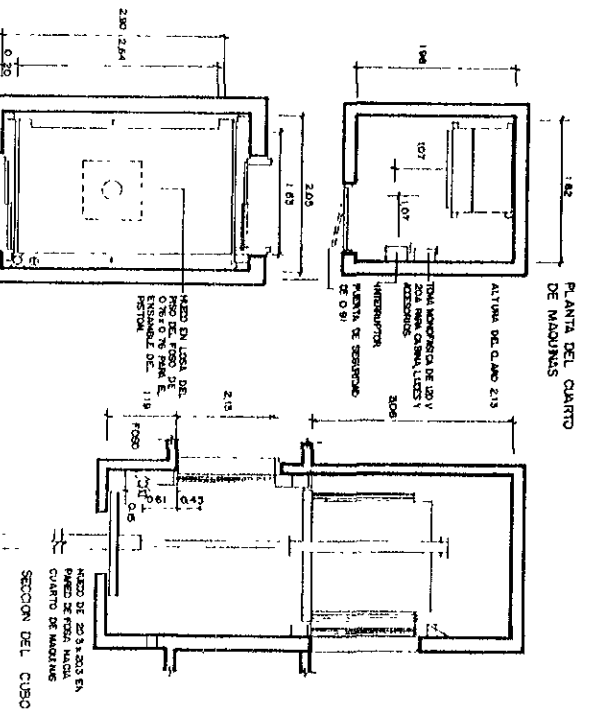 PLANTA DEL CUARTO
DE MAQUINAS
1.82
1.98
ALTURA DEL CLARO 2.13
1.07
1.07
TOMA MONOFASICA DE 120 V
20A PARA CABINA, LUCES Y
ACCESORIOS
INTERRUPTOR
PUERTA DE SEGURIDAD
DE 0.91
2.05
1.63
2.90
2.64
0.20
HUECO EN LOSA DEL
PISO DEL FOSO DE
0.76 x 0.76 PARA EL
ENSAMBLE DEL
PISTON
3.06
2.13
1.19
FOSO
0.61
0.43
0.15
HUECO DE 20.3 x 20.3 EN
PARED DE FOSA HACIA
CUARTO DE MAQUINAS
SECCION DEL CUBO